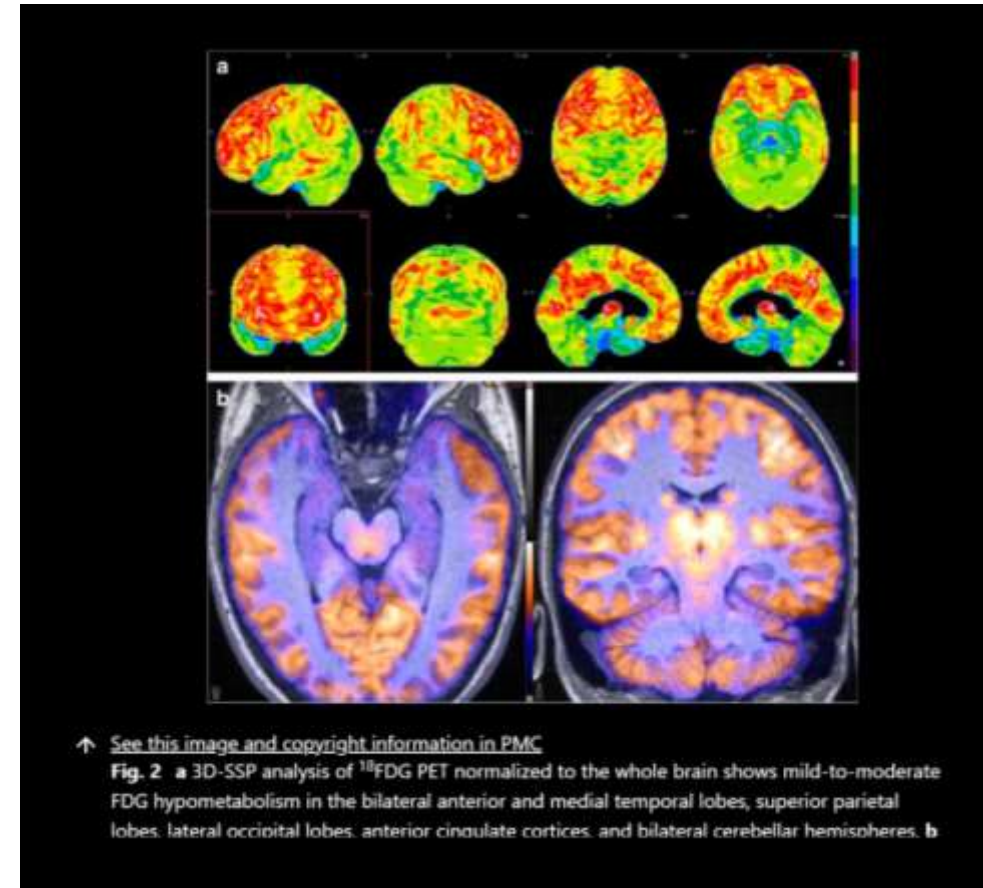 a
b
↑ See this image and copyright information in PMC
Fig. 2 a 3D-SSP analysis of ¹⁸FDG PET normalized to the whole brain shows mild-to-moderate
FDG hypometabolism in the bilateral anterior and medial temporal lobes, superior parietal
lobes, lateral occipital lobes, anterior cingulate cortices, and bilateral cerebellar hemispheres. b